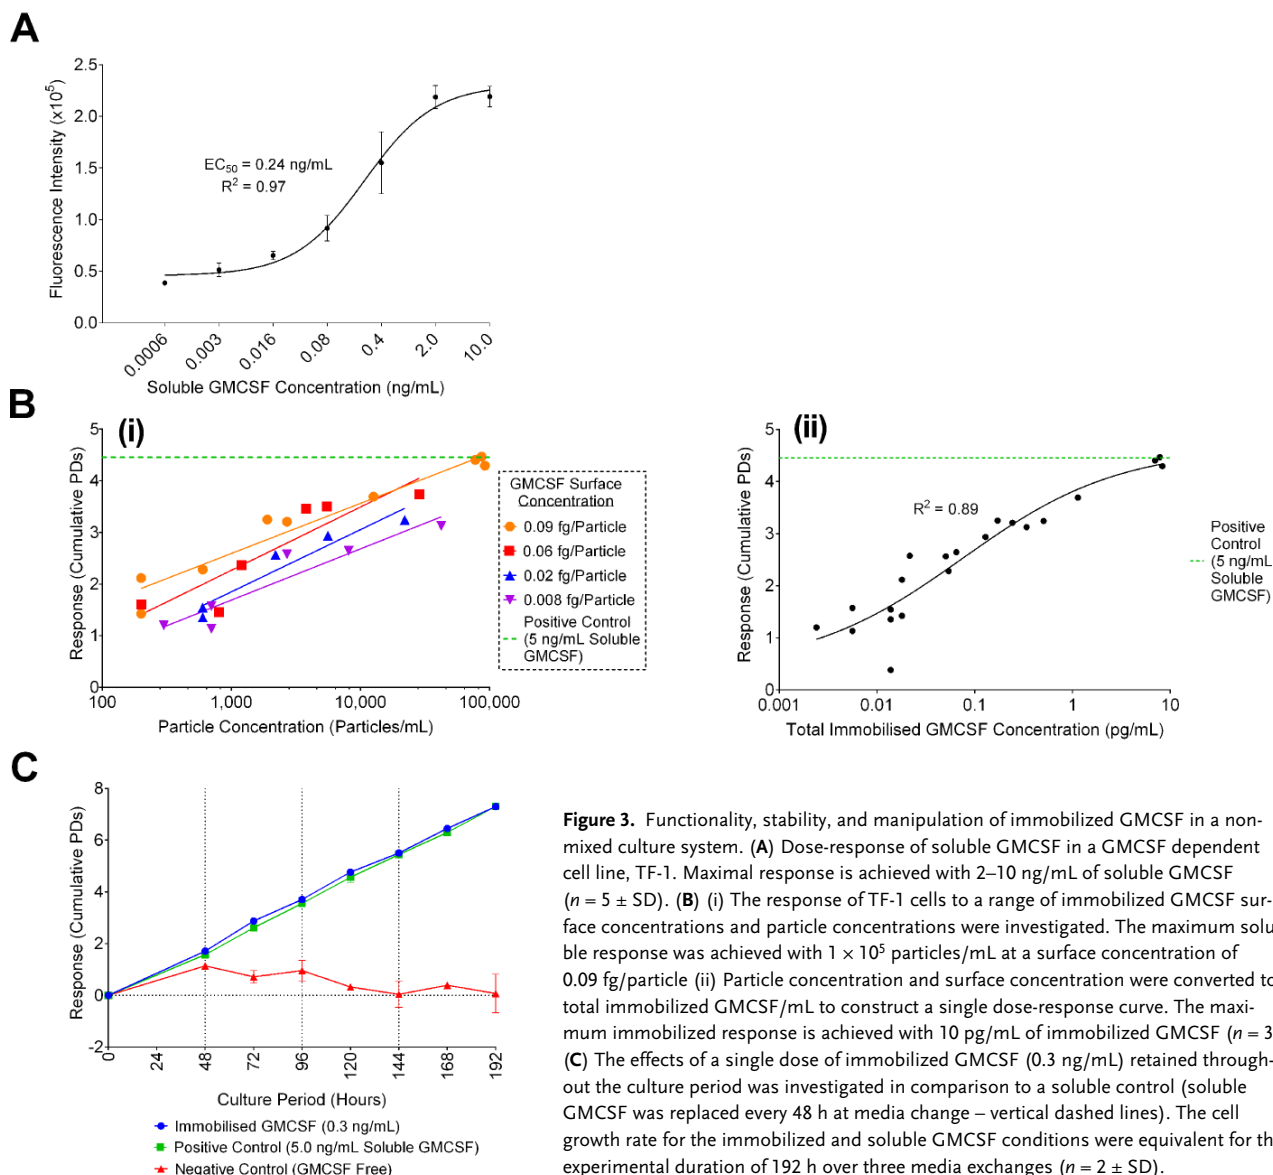 A
Fluorescence Intensity (x10⁵)
2.5
2.0
1.5
1.0
0.5
0.0
EC₅₀ = 0.24 ng/mL
R² = 0.97
0.0006
0.003
0.016
0.08
0.4
2.0
10.0
Soluble GMCSF Concentration (ng/mL)
B
(i)
Response (Cumulative PDs)
5
4
3
2
1
0
100
1,000
10,000
100,000
Particle Concentration (Particles/mL)
GMCSF Surface
Concentration
0.09 fg/Particle
0.06 fg/Particle
0.02 fg/Particle
0.008 fg/Particle
Positive Control
(5 ng/mL Soluble
GMCSF)
(ii)
Response (Cumulative PDs)
5
4
3
2
1
0
R² = 0.89
0.001
0.01
0.1
1
10
Total Immobilised GMCSF Concentration (pg/mL)
Positive
Control
(5 ng/mL
Soluble
GMCSF)
C
Response (Cumulative PDs)
8
6
4
2
0
-2
0
24
48
72
96
120
144
168
192
Culture Period (Hours)
Immobilised GMCSF (0.3 ng/mL)
Positive Control (5.0 ng/mL Soluble GMCSF)
Negative Control (GMCSF Free)
Figure 3. Functionality, stability, and manipulation of immobilized GMCSF in a non-
mixed culture system. (A) Dose-response of soluble GMCSF in a GMCSF dependent
cell line, TF-1. Maximal response is achieved with 2–10 ng/mL of soluble GMCSF
(n = 5 ± SD). (B) (i) The response of TF-1 cells to a range of immobilized GMCSF sur-
face concentrations and particle concentrations were investigated. The maximum solu-
ble response was achieved with 1 × 10⁵ particles/mL at a surface concentration of
0.09 fg/particle (ii) Particle concentration and surface concentration were converted to
total immobilized GMCSF/mL to construct a single dose-response curve. The maxi-
mum immobilized response is achieved with 10 pg/mL of immobilized GMCSF (n = 3
(C) The effects of a single dose of immobilized GMCSF (0.3 ng/mL) retained through-
out the culture period was investigated in comparison to a soluble control (soluble
GMCSF was replaced every 48 h at media change – vertical dashed lines). The cell
growth rate for the immobilized and soluble GMCSF conditions were equivalent for th
experimental duration of 192 h over three media exchanges (n = 2 ± SD).